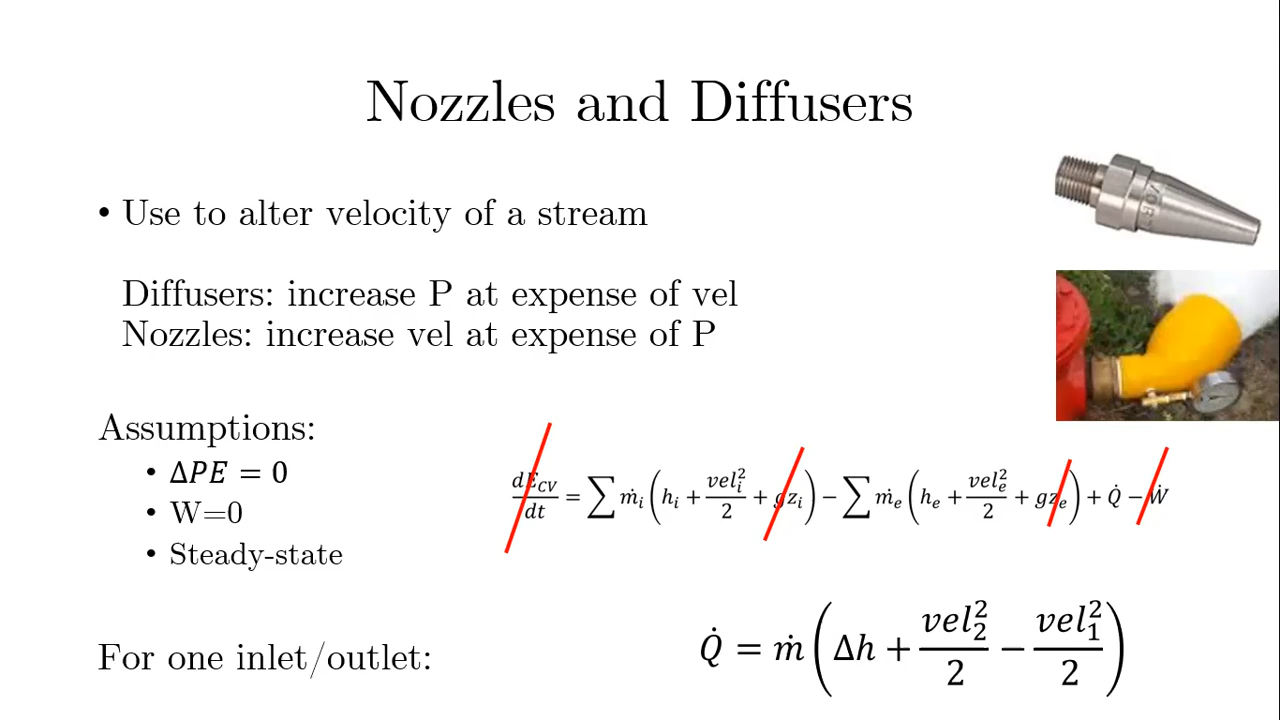 Nozzles and Diffusers
• Use to alter velocity of a stream
Diffusers: increase P at expense of vel
Nozzles: increase vel at expense of P
Assumptions:
• ΔPE = 0
• W=0
• Steady-state
dE_CV/dt = ∑ ṁ_i (h_i + vel_i^2/2 + gz_i) − ∑ ṁ_e (h_e + vel_e^2/2 + gz_e) + Q̇ − Ẇ
For one inlet/outlet:
Q̇ = ṁ (Δh + vel_2^2/2 − vel_1^2/2)